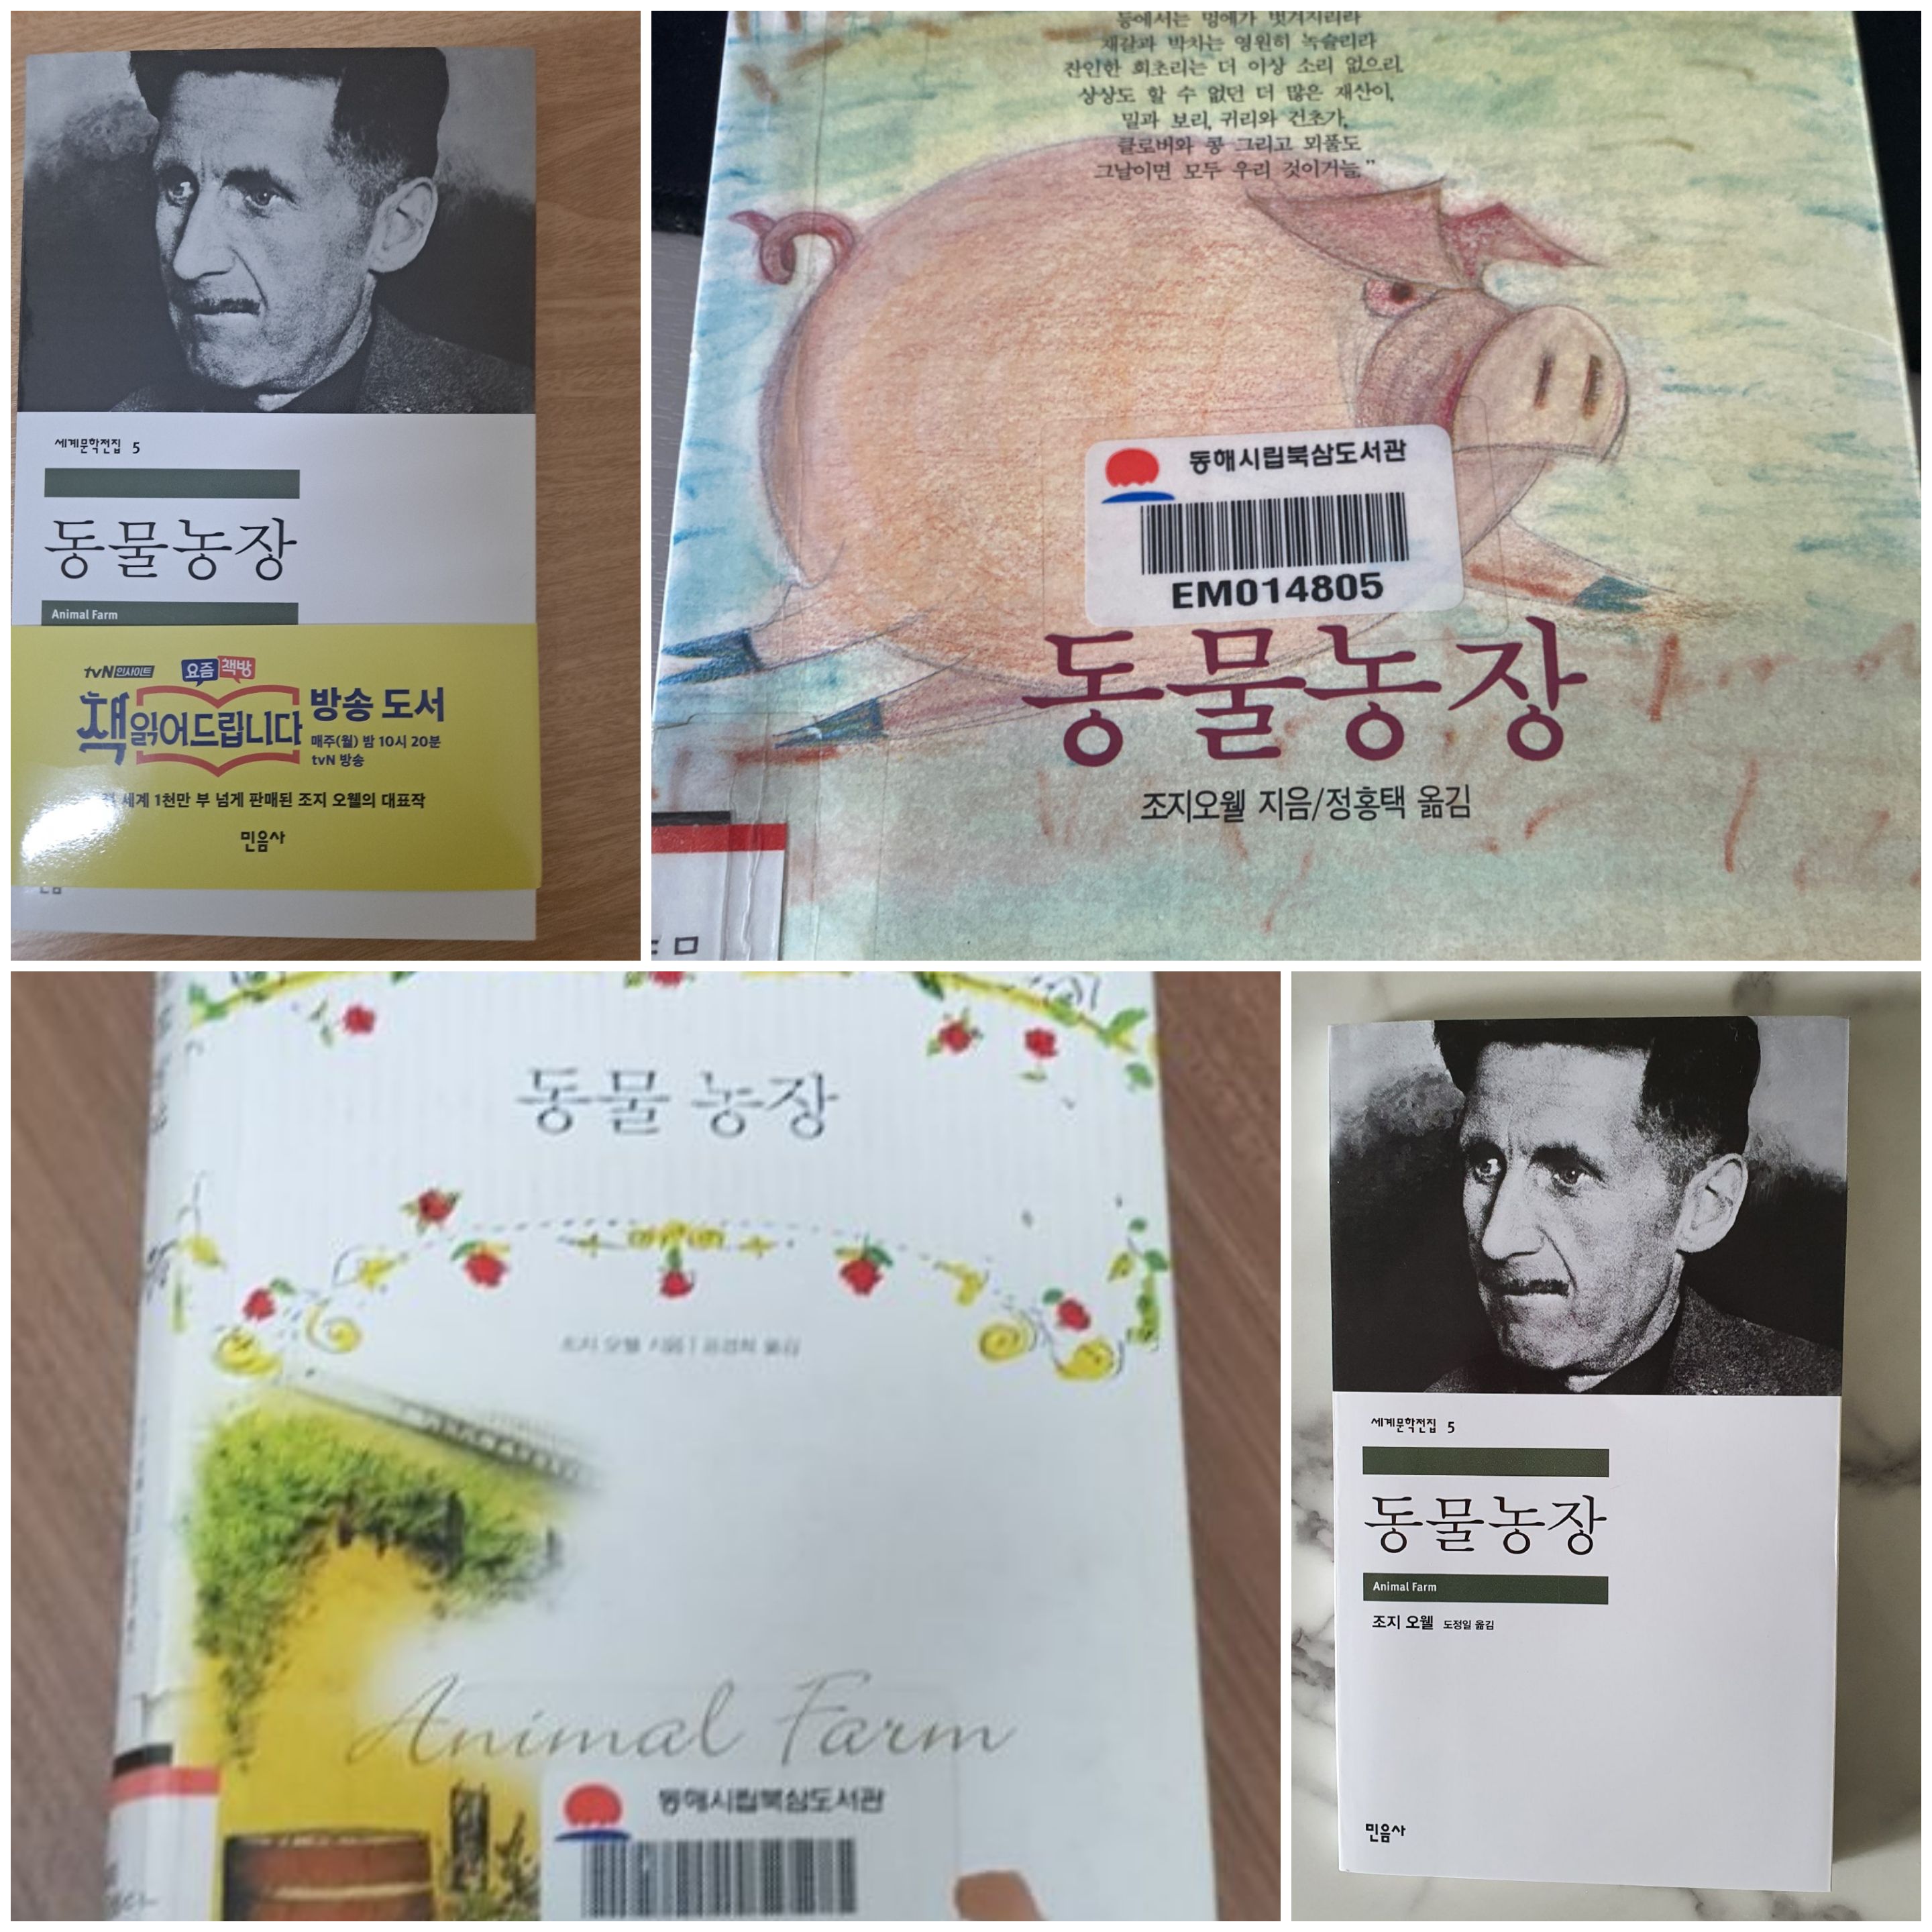 세계문학전집 5
동물농장
Animal Farm
tvN 인사이트
요즘책방
책 읽어드립니다
방송 도서
매주(월) 밤 10시 20분
tvN 방송
세계 1천만 부 넘게 판매된 조지 오웰의 대표작
민음사
등에서는 멍에가 벗겨지리라
재갈과 박차는 영원히 녹슬리라
잔인한 회초리는 더 이상 소리 없으리.
상상도 할 수 없던 더 많은 재산이,
밀과 보리, 귀리와 건초가,
클로버와 콩 그리고 꾀풀도
그날이면 모두 우리 것이거늘."
동해시립북삼도서관
EM014805
동물농장
조지오웰 지음/정홍택 옮김
동물 농장
조지 오웰 지음 |
옮김
Animal Farm
동해시립북삼도서관
세계문학전집 5
동물농장
Animal Farm
조지 오웰 도정일 옮김
민음사